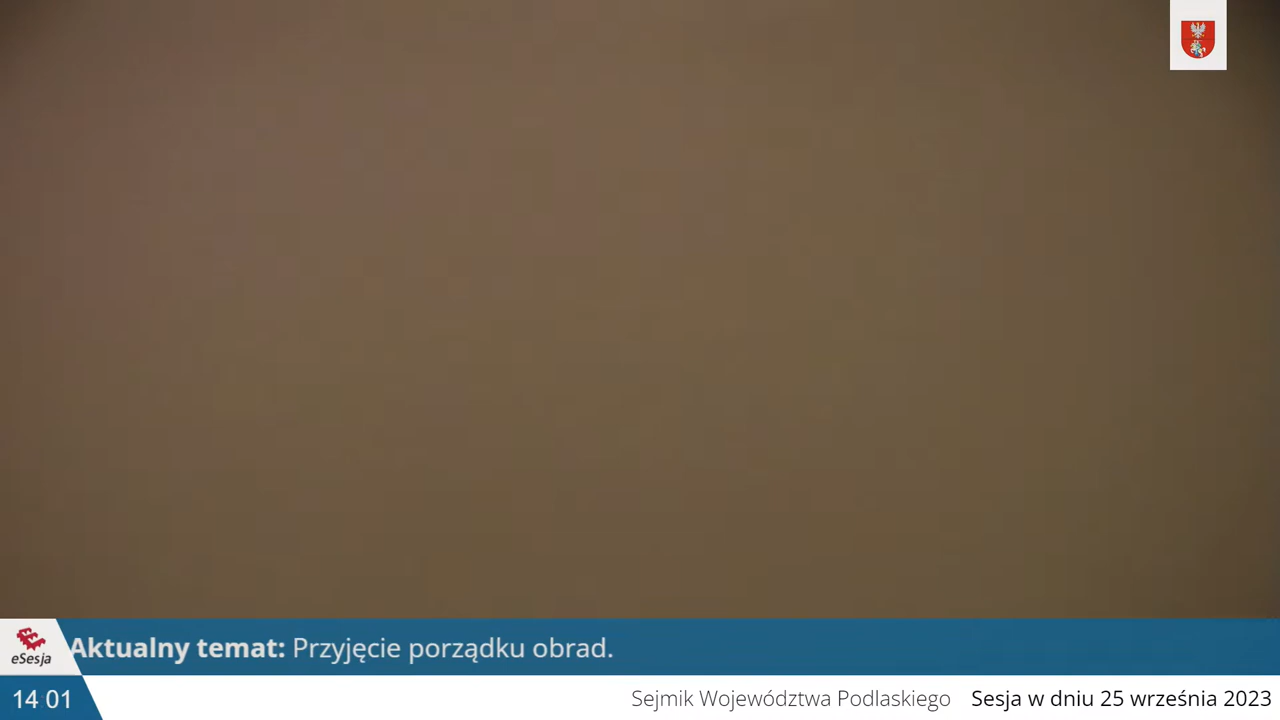 eSesja
Aktualny temat: Przyjęcie porządku obrad.
14 01
Sejmik Województwa Podlaskiego Sesja w dniu 25 września 2023